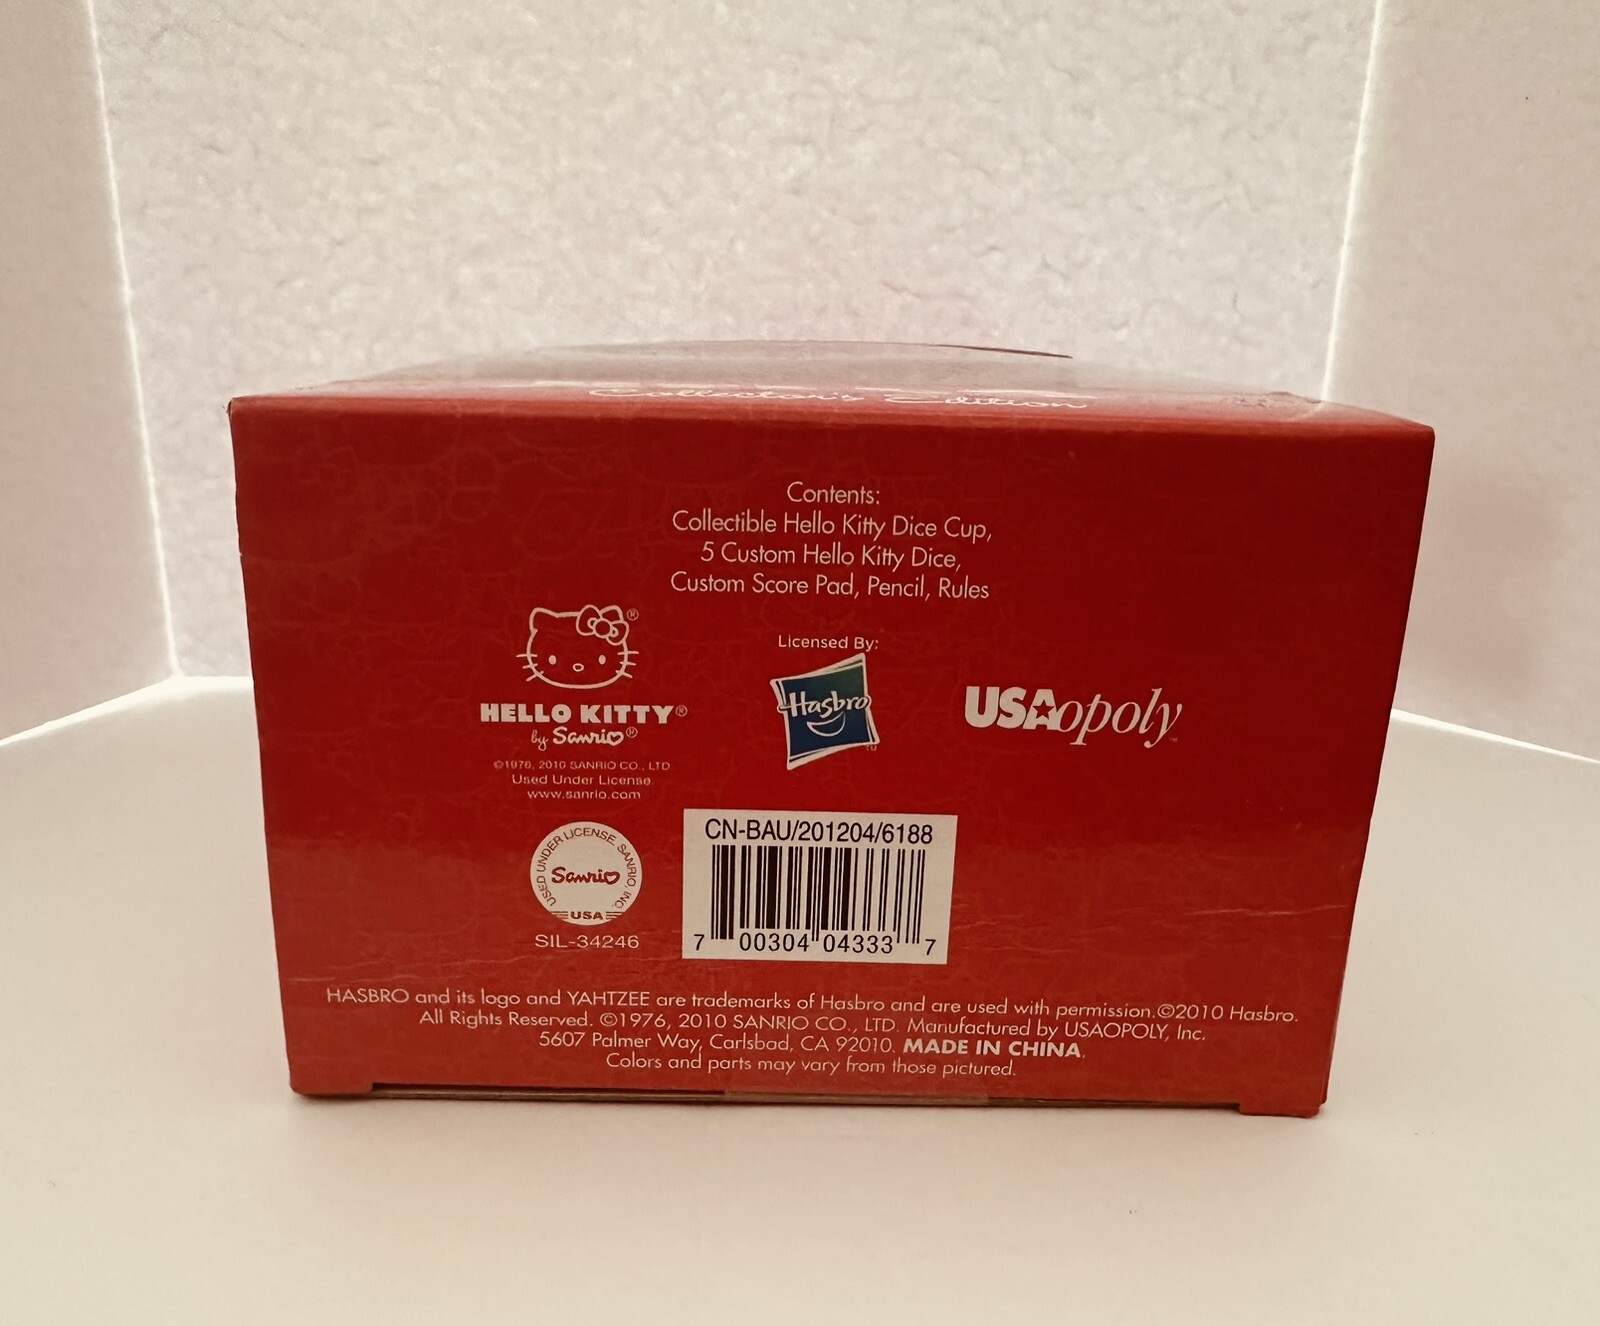 Collector's Edition
Contents:
Collectible Hello Kitty Dice Cup,
5 Custom Hello Kitty Dice,
Custom Score Pad, Pencil, Rules
®
HELLO KITTY®
by Sanrio®
©1976, 2010 SANRIO CO., LTD.
Used Under License.
www.sanrio.com
Licensed By:
Hasbro
TM
USAopoly
TM
USED UNDER LICENSE, SANRIO, INC.
Sanrio
USA
SIL-34246
CN-BAU/201204/6188
7 00304 04333 7
HASBRO and its logo and YAHTZEE are trademarks of Hasbro and are used with permission.©2010 Hasbro.
All Rights Reserved. ©1976, 2010 SANRIO CO., LTD. Manufactured by USAOPOLY, Inc.
5607 Palmer Way, Carlsbad, CA 92010. MADE IN CHINA.
Colors and parts may vary from those pictured.